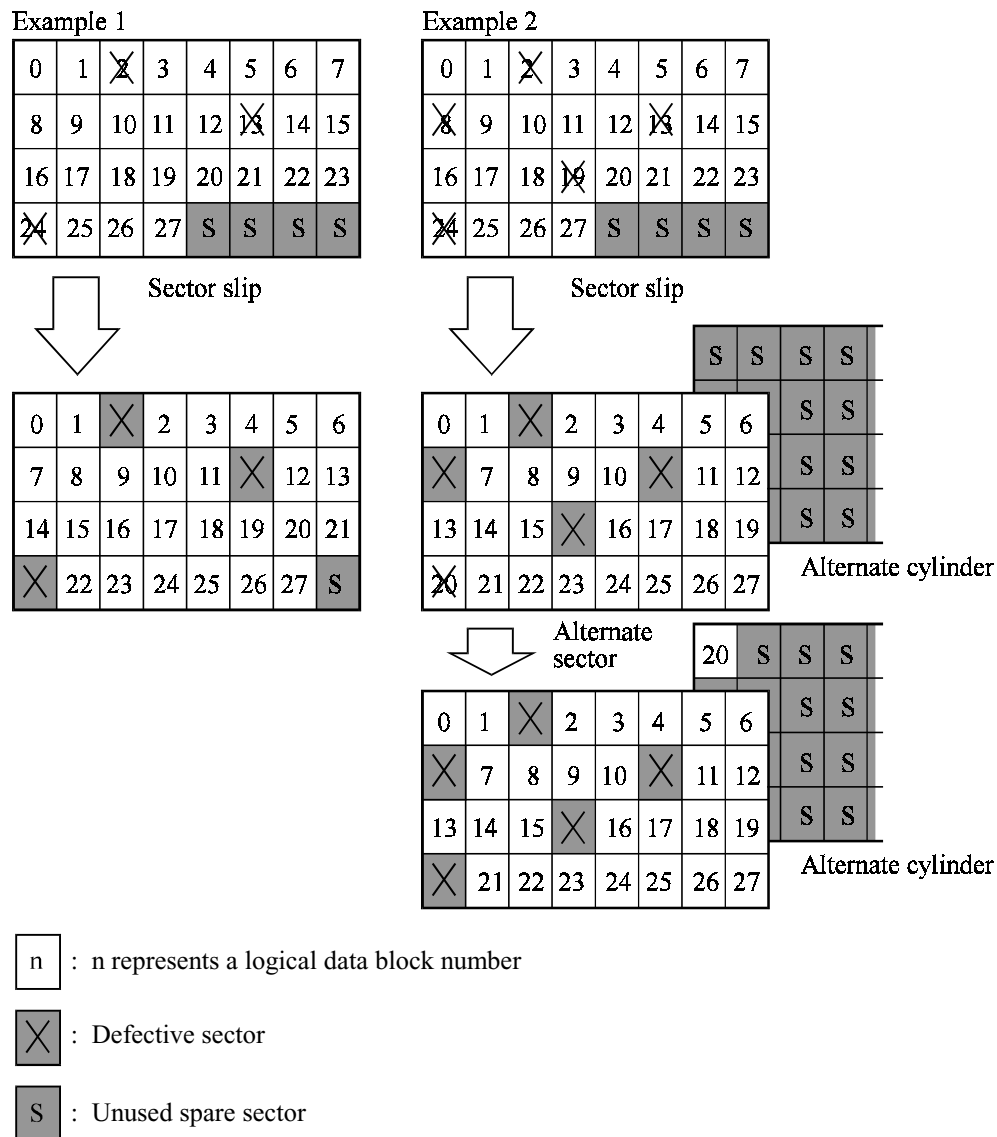 Example 1
0 1 2 3 4 5 6 7
8 9 10 11 12 13 14 15
16 17 18 19 20 21 22 23
24 25 26 27 S S S S
Sector slip
0 1 2 3 4 5 6
7 8 9 10 11 12 13
14 15 16 17 18 19 20 21
22 23 24 25 26 27 S
Example 2
0 1 2 3 4 5 6 7
8 9 10 11 12 13 14 15
16 17 18 19 20 21 22 23
24 25 26 27 S S S S
Sector slip
S S S S
S S
S S
S S
Alternate cylinder
0 1 2 3 4 5 6
7 8 9 10 11 12
13 14 15 16 17 18 19
20 21 22 23 24 25 26 27
Alternate
sector
20 S S S
S S
S S
S S
Alternate cylinder
0 1 2 3 4 5 6
7 8 9 10 11 12
13 14 15 16 17 18 19
21 22 23 24 25 26 27
n : n represents a logical data block number
: Defective sector
S : Unused spare sector